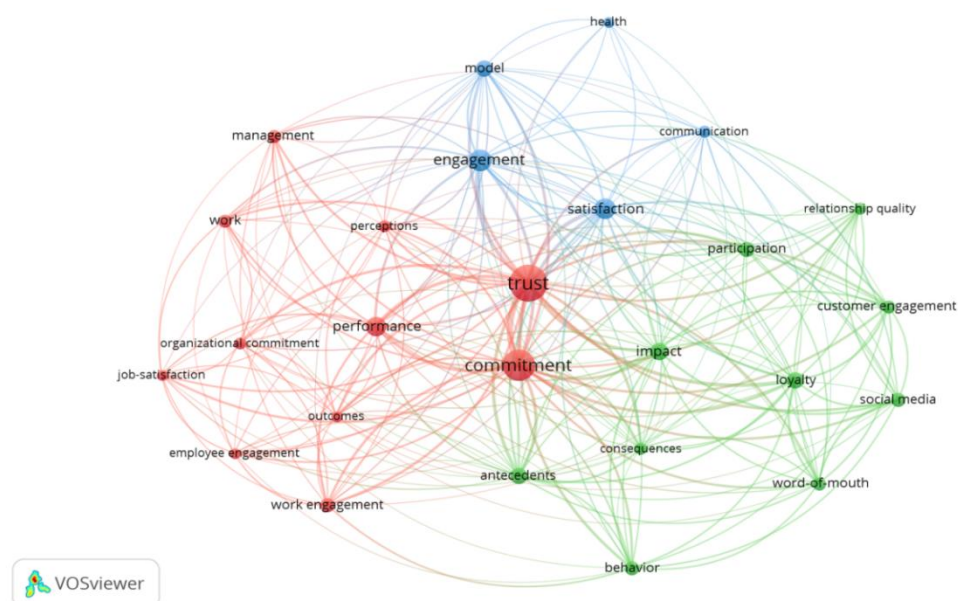 health
model
communication
management
engagement
satisfaction
relationship quality
work
perceptions
participation
trust
customer engagement
performance
organizational commitment
impact
commitment
job-satisfaction
loyalty
social media
outcomes
employee engagement
consequences
antecedents
word-of-mouth
work engagement
behavior
VOSviewer